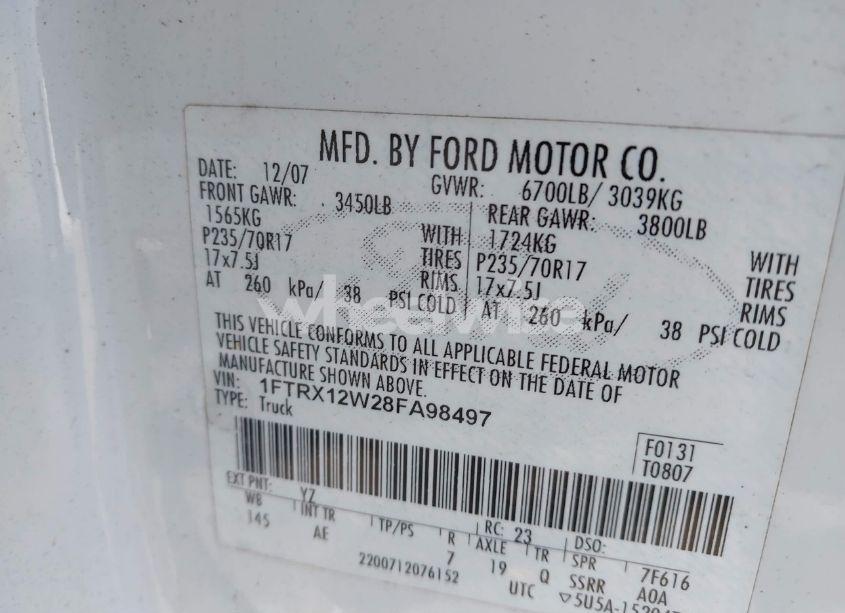 MFD. BY FORD MOTOR CO.
DATE: 12/07 GVWR: 6700LB/ 3039KG
FRONT GAWR: 3450LB REAR GAWR: 3800LB
1565KG WITH 1724KG WITH
P235/70R17 TIRES P235/70R17 TIRES
17x7.5J RIMS 17x7.5J RIMS
AT 260 kPa/ 38 PSI COLD AT 260 kPa/ 38 PSI COLD
wheelwire
THIS VEHICLE CONFORMS TO ALL APPLICABLE FEDERAL MOTOR
VEHICLE SAFETY STANDARDS IN EFFECT ON THE DATE OF
MANUFACTURE SHOWN ABOVE.
VIN: 1FTRX12W28FA98497
TYPE: Truck
F0131
T0807
EXT PNT: YZ RC: 23 DSO:
WB INT TR TP/PS R AXLE TR SPR 7F616
145 AE 7 19 Q SSRR A0A
2200712076152 UTC